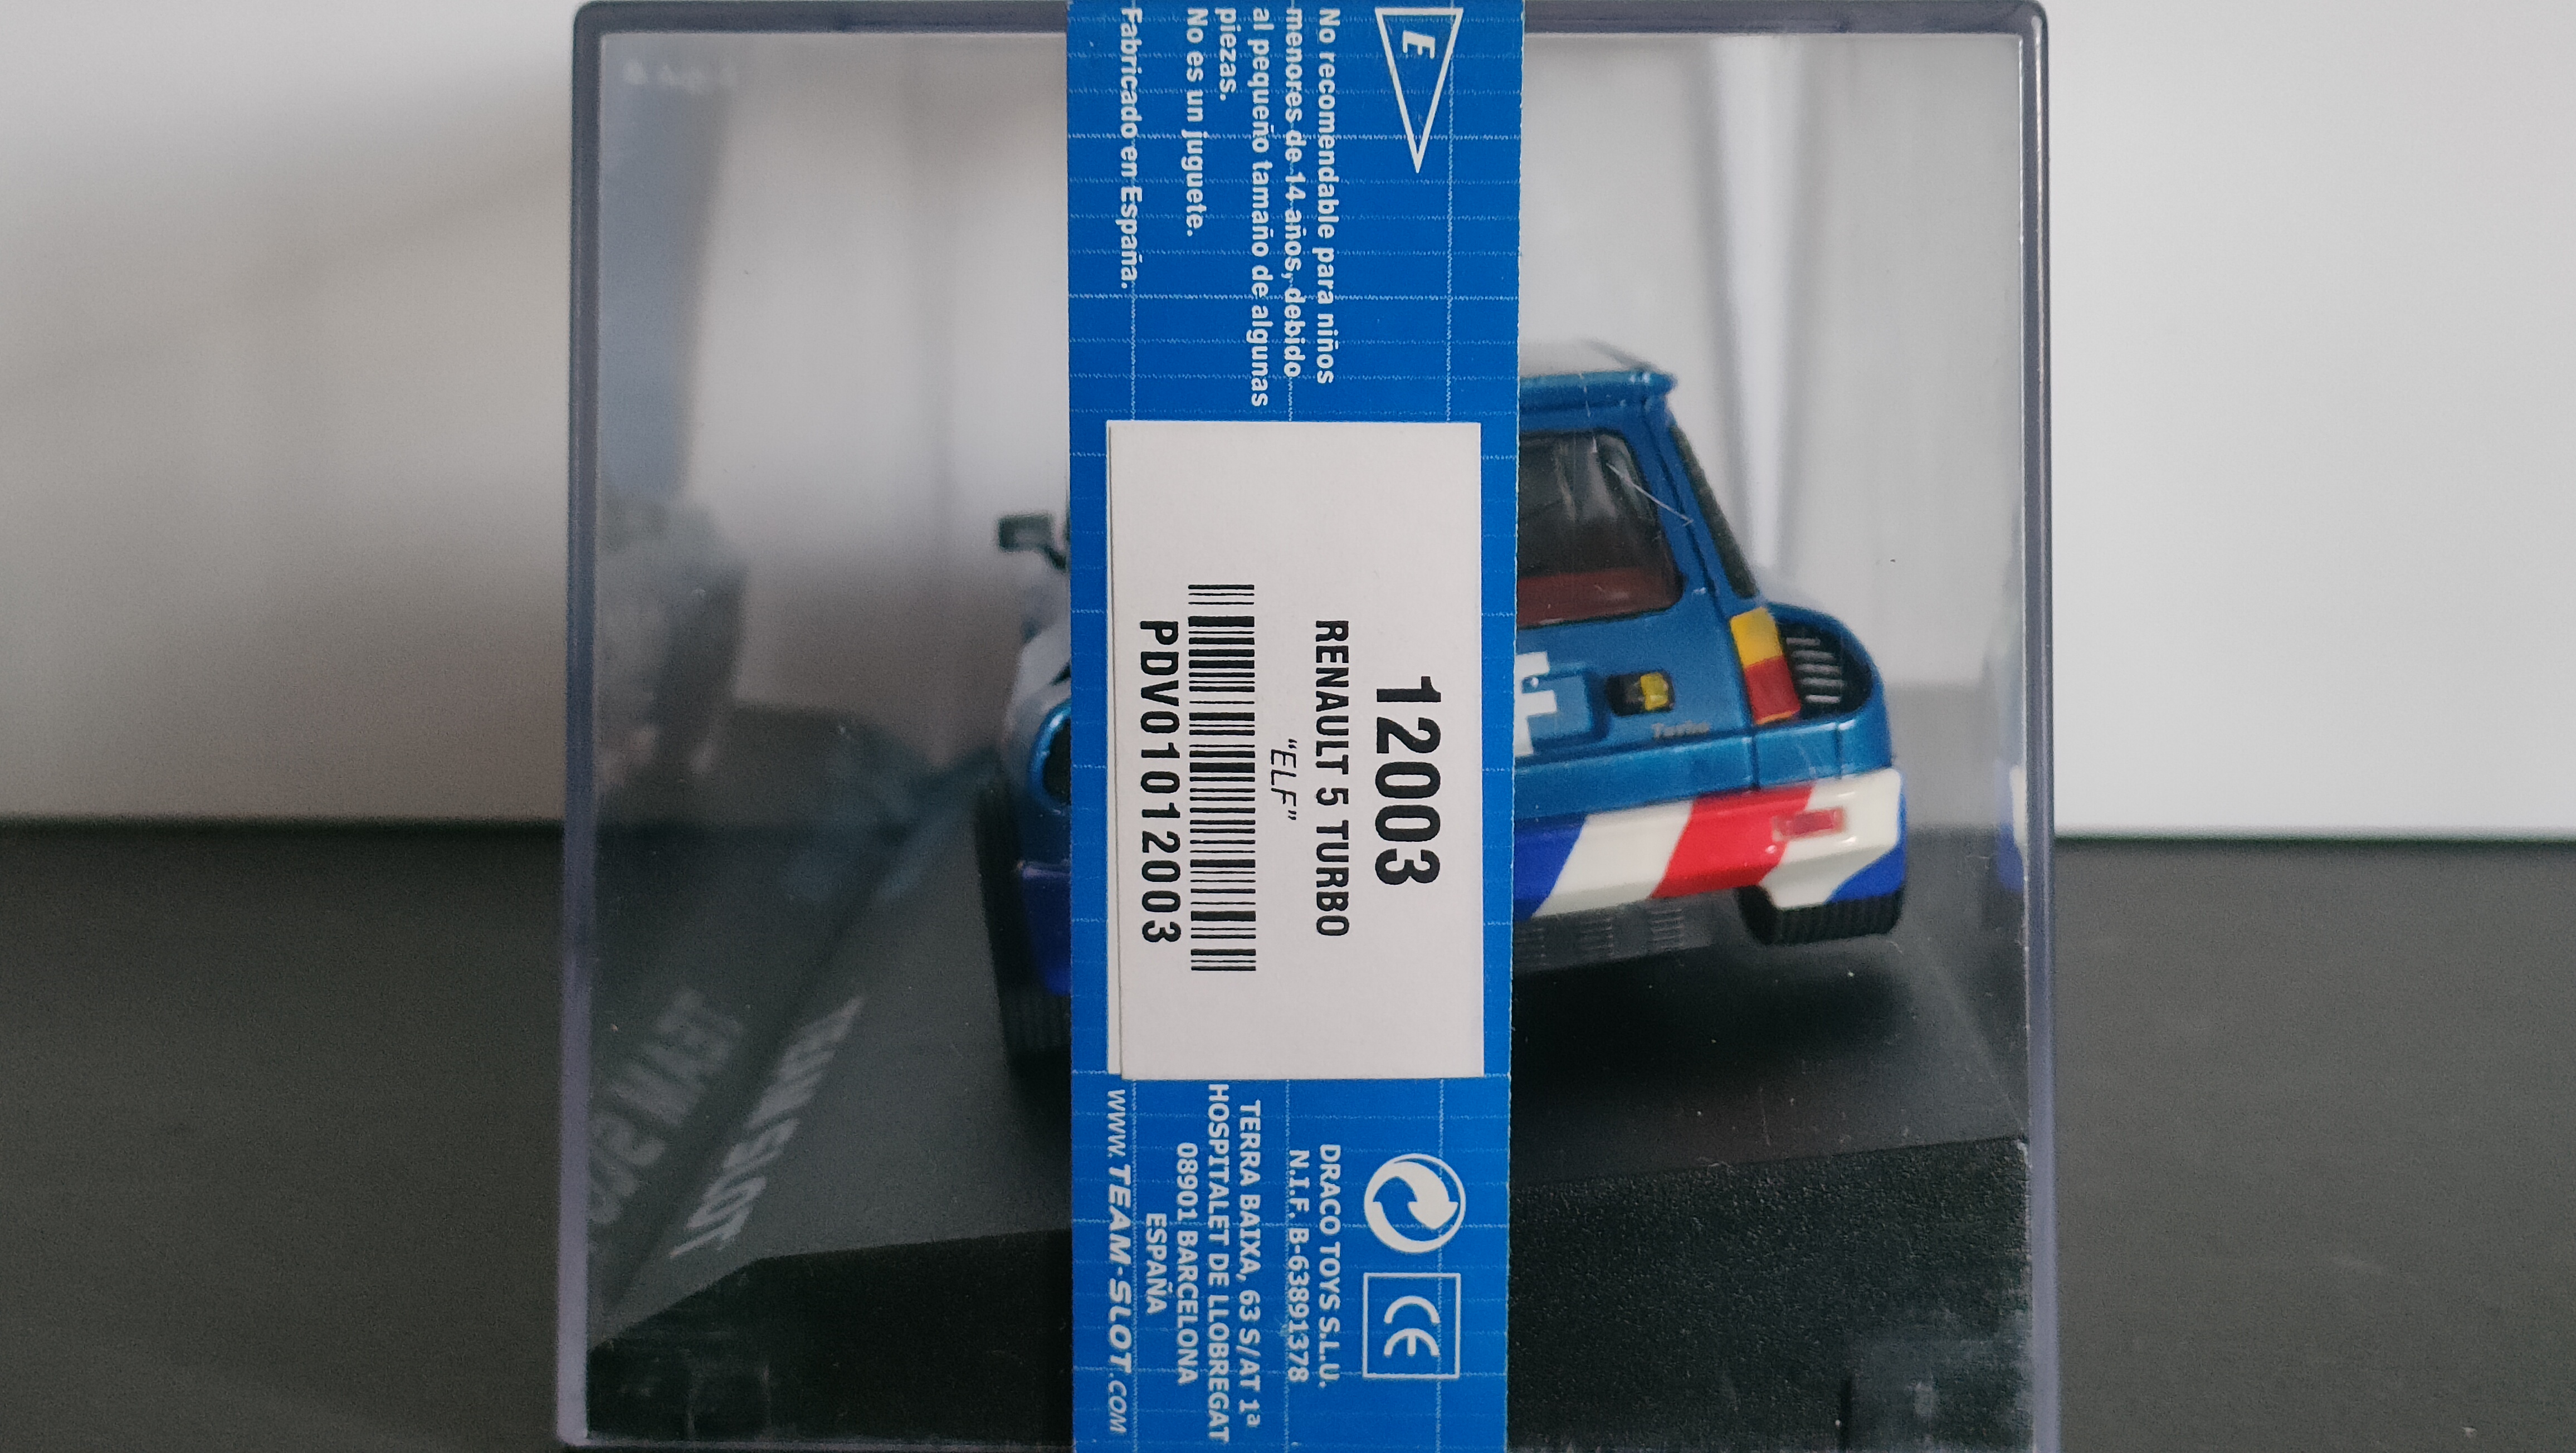 E
No recomendable para niños
menores de 14 años, debido
al pequeño tamaño de algunas
piezas.
No es un juguete.
Fabricado en España.
12003
RENAULT 5 TURBO
"ELF"
PDV01012003
DRACO TOYS S.L.U.
N.I.F. B-63891378
TERRA BAIXA, 63 S/AT 1ª
HOSPITALET DE LLOBREGAT
08901 BARCELONA
ESPAÑA
WWW.TEAM-SLOT.COM
CE
F
Turbo
TEAM SLOT